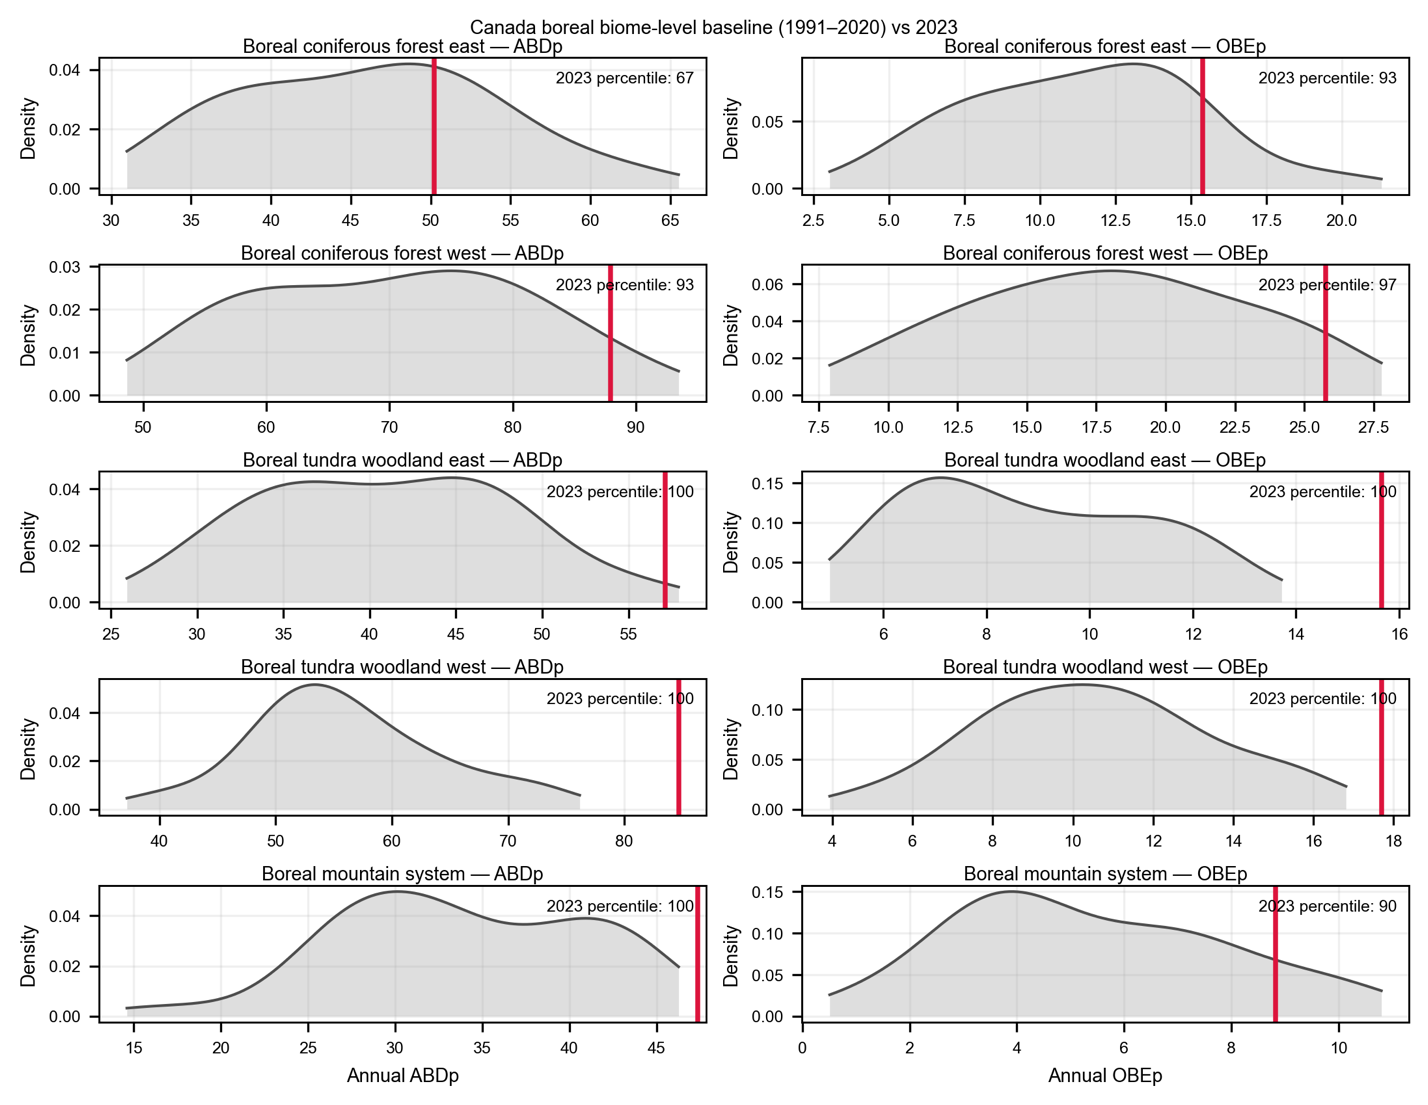 Canada boreal biome-level baseline (1991–2020) vs 2023
Boreal coniferous forest east — ABDp
2023 percentile: 67
Density
0.04
0.02
0.00
30 35 40 45 50 55 60 65
Boreal coniferous forest east — OBEp
2023 percentile: 93
Density
0.05
0.00
2.5 5.0 7.5 10.0 12.5 15.0 17.5 20.0
Boreal coniferous forest west — ABDp
2023 percentile: 93
Density
0.03
0.02
0.01
0.00
50 60 70 80 90
Boreal coniferous forest west — OBEp
2023 percentile: 97
Density
0.06
0.04
0.02
0.00
7.5 10.0 12.5 15.0 17.5 20.0 22.5 25.0 27.5
Boreal tundra woodland east — ABDp
2023 percentile: 100
Density
0.04
0.02
0.00
25 30 35 40 45 50 55
Boreal tundra woodland east — OBEp
2023 percentile: 100
Density
0.15
0.10
0.05
0.00
6 8 10 12 14 16
Boreal tundra woodland west — ABDp
2023 percentile: 100
Density
0.04
0.02
0.00
40 50 60 70 80
Boreal tundra woodland west — OBEp
2023 percentile: 100
Density
0.10
0.05
0.00
4 6 8 10 12 14 16 18
Boreal mountain system — ABDp
2023 percentile: 100
Density
0.04
0.02
0.00
15 20 25 30 35 40 45
Annual ABDp
Boreal mountain system — OBEp
2023 percentile: 90
Density
0.15
0.10
0.05
0.00
0 2 4 6 8 10
Annual OBEp